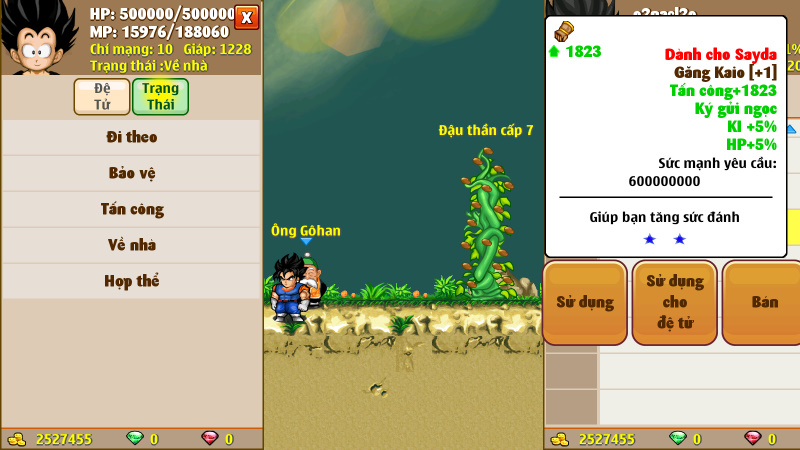 HP: 500000/500000
MP: 15976/188060
Chí mạng: 10 Giáp: 1228
Trạng thái :Về nhà
X
Đệ
Tử
Trạng
Thái
Đi theo
Bảo vệ
Tấn công
Về nhà
Hợp thể
2527455
0
0
Đậu thần cấp 7
Ông Gôhan
1823
Dành cho Sayda
Găng Kaio [+1]
Tấn công+1823
Ký gửi ngọc
KI +5%
HP+5%
Sức mạnh yêu cầu:
600000000
Giúp bạn tăng sức đánh
Sử dụng
Sử dụng
cho
đệ tử
Bán
2527455
0
0